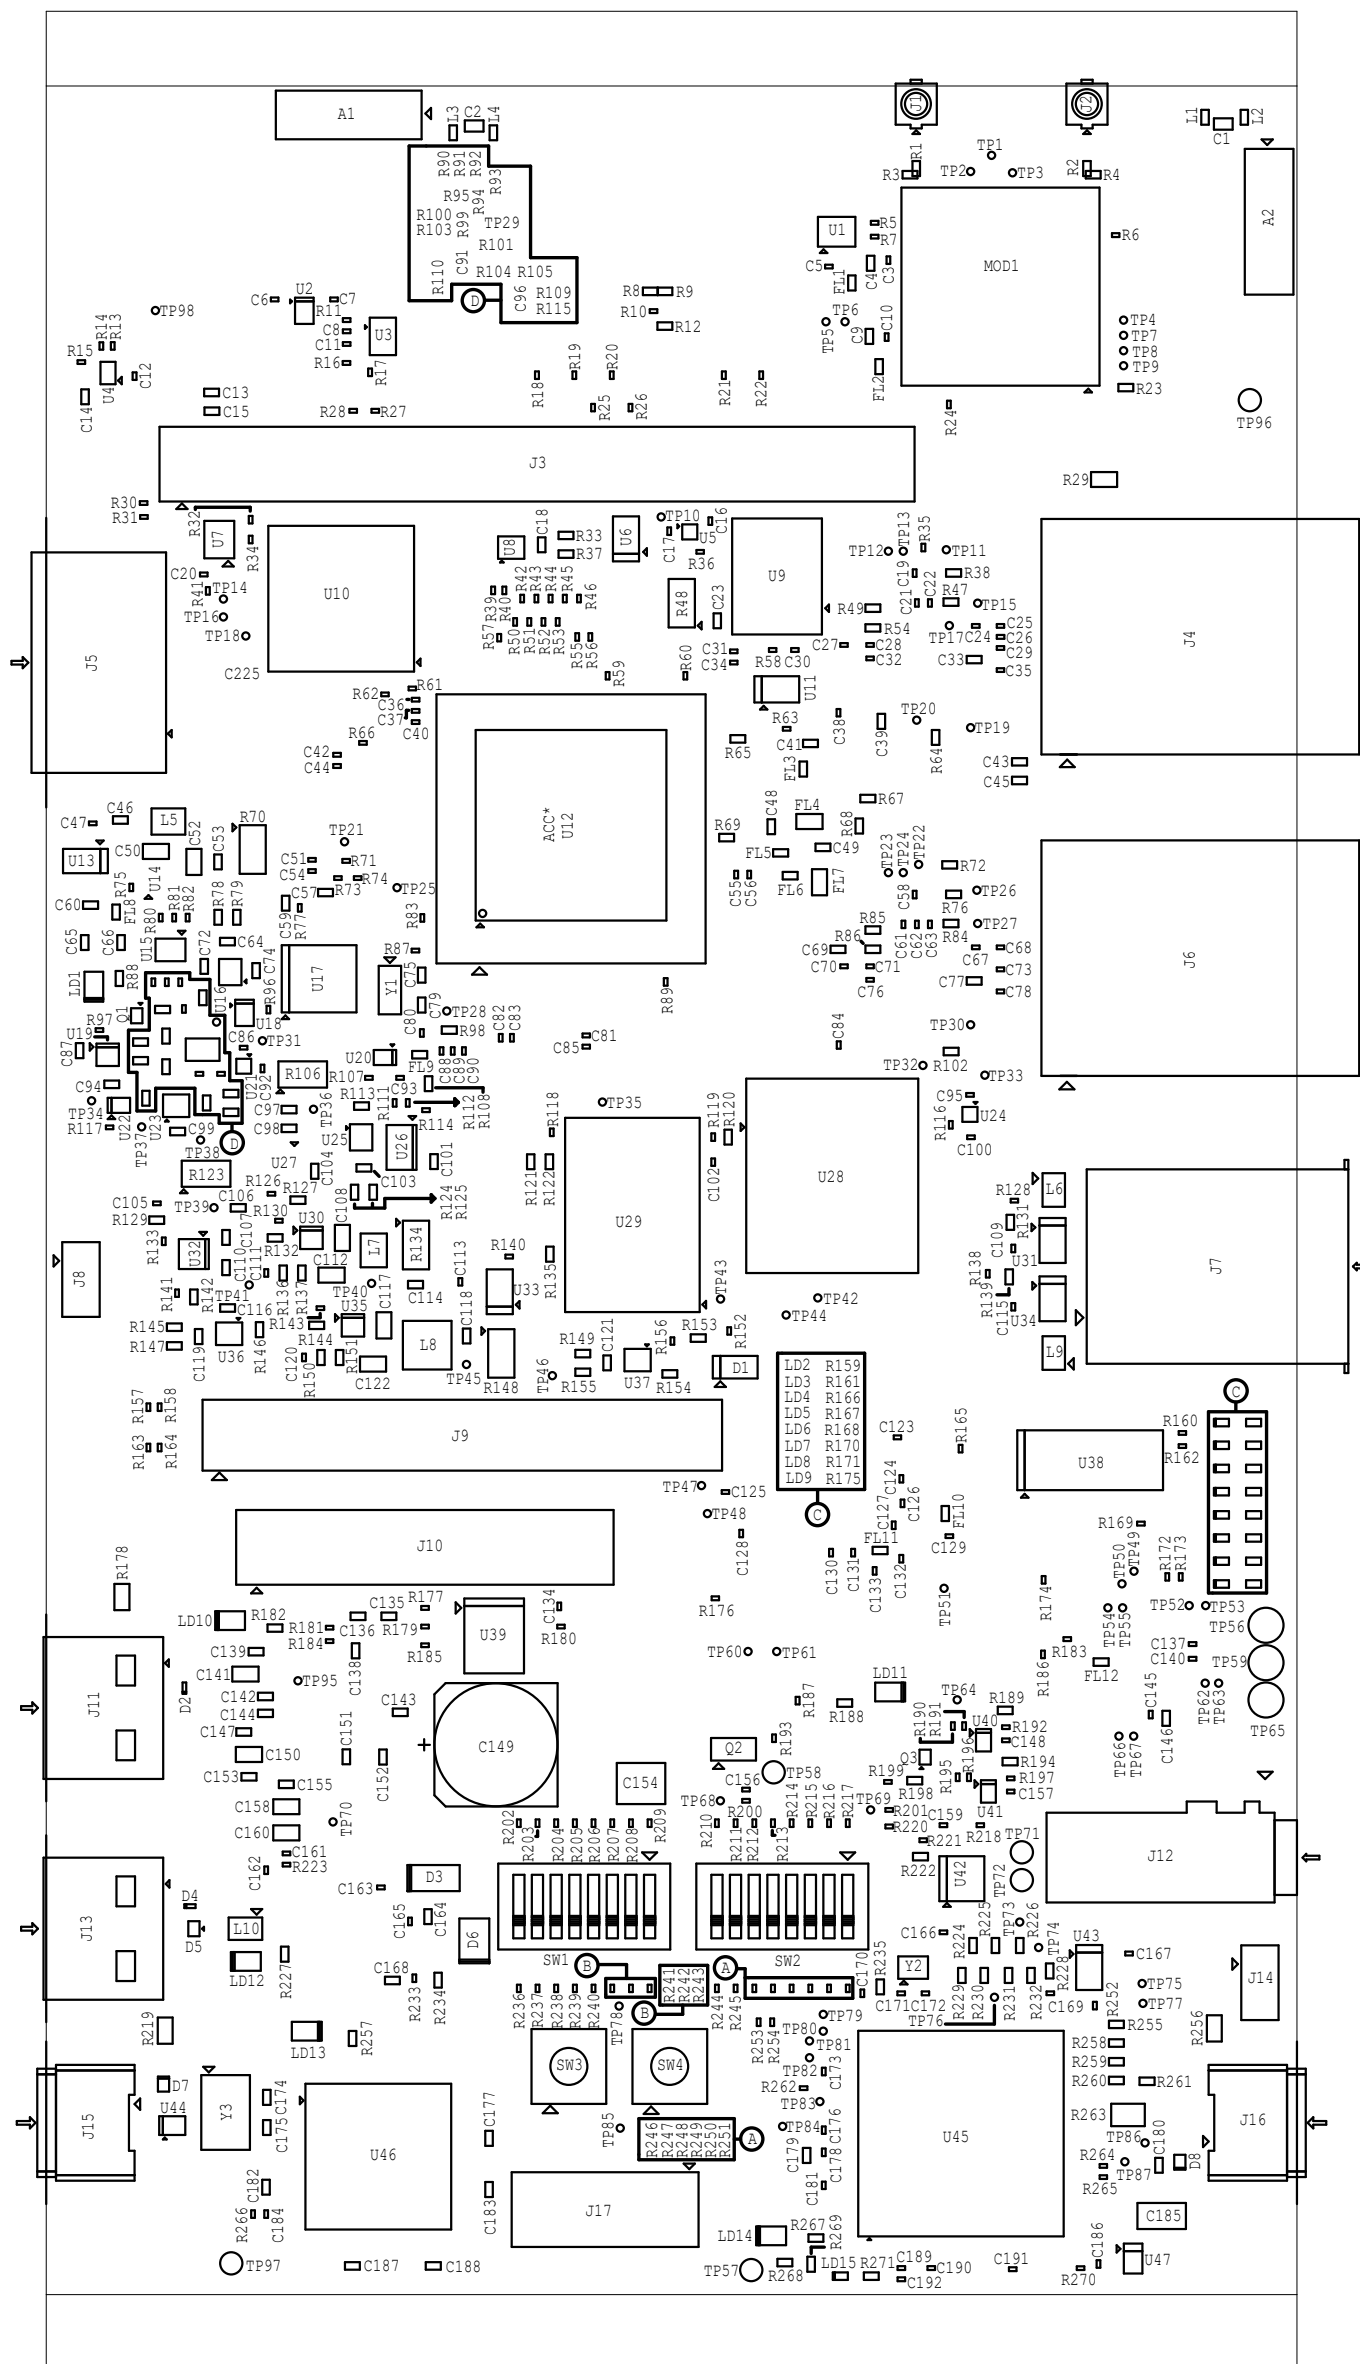 A1
L3
C2
L4
J1
J2
L1
C1
L2
R90
R91
R92
R93
R95
R94
R100
R103
R99
TP29
R101
C91
R110
R104
R105
C96
R109
R115
D
R1
R3
TP1
TP2
TP3
R2
R4
A2
U1
R5
R7
C5
FL1
C4
C3
MOD1
R6
TP98
C6
U2
C7
R11
C8
C11
R16
U3
R17
R8
R9
R10
R12
TP5
TP6
C9
C10
FL2
TP4
TP7
TP8
TP9
R23
R14
R13
R15
U4
C12
C14
C13
C15
R28
R27
R18
R19
R20
R25
R26
R21
R22
R24
TP96
J3
R29
R30
R31
R32
U7
R34
C20
R41
TP14
TP16
TP18
C225
U10
J5
U8
C18
R33
R37
U6
TP10
C17
U5
C16
R36
U9
TP12
TP13
R35
TP11
C19
C22
R38
R39
R40
R42
R43
R44
R45
R46
R48
C23
R49
C21
R47
TP15
R57
R50
R51
R52
R53
R55
R56
R54
TP17
C24
C25
C26
C29
C35
C31
C34
R58
C30
C27
C28
C32
C33
J4
R59
R60
U11
R62
R61
C36
C37
C40
R66
C42
C44
R63
R65
C41
FL3
C38
C39
TP20
R64
TP19
C43
C45
ACC*
U12
C47
C46
L5
C52
C53
R70
TP21
U13
C50
U14
C51
C54
R71
R73
R74
C57
TP25
R69
C48
FL4
R67
R68
FL5
C49
FL6
FL7
C55
C56
TP23
TP24
TP22
R72
C58
R76
TP26
C60
FL8
R75
R80
R81
R82
R78
R79
C59
R77
R83
C65
C66
U15
C72
C64
R85
R86
C69
C70
C71
C76
C61
C62
C63
R84
TP27
C67
C68
C73
C77
C78
J6
LD1
R88
U16
C74
U17
Y1
R87
C75
C79
C80
TP28
R98
R89
C82
C83
C81
C85
C84
TP30
TP32
R102
TP33
Q1
R97
U19
C87
U18
R96
C86
TP31
U20
FL9
C88
C89
C90
C94
U21
C92
R106
R107
C93
TP34
U22
U23
R117
TP37
C99
TP38
D
C97
C98
TP36
R113
R111
R112
R108
R114
U25
U26
C101
R118
TP35
R119
R120
C95
U24
R116
C100
U27
C104
C103
R123
R126
R127
C108
R124
R125
R121
R122
C102
U28
U29
R128
L6
C105
R129
TP39
C106
R130
R132
U30
C107
R133
U32
C110
C111
L7
R134
C112
C113
R140
R135
C109
R131
U31
J7
J8
R141
R142
TP41
C116
R136
R137
TP40
C117
C114
U33
C118
TP43
TP42
TP44
R138
R139
C115
U34
R145
R147
C119
U36
R146
R143
U35
R144
R151
C120
R150
C122
L8
TP45
R148
TP46
R149
R155
C121
U37
R156
R153
R154
R152
D1
L9
LD2 R159
LD3 R161
LD4 R166
LD5 R167
LD6 R168
LD7 R170
LD8 R171
LD9 R175
C
C
R157
R158
R163
R164
J9
C123
R165
U38
R160
R162
TP47
C125
C124
TP48
C126
C127
FL10
R169
J10
C128
C130
C131
FL11
C133
C132
C129
TP50
TP49
R172
R173
R178
TP51
R174
LD10
R182
R181
R184
C136
C135
R177
R179
R185
U39
C134
R180
R176
TP54
TP55
TP52
TP53
TP56
C139
C138
TP60
TP61
R186
R183
FL12
C137
C140
TP59
C141
TP95
J11
D2
C142
C144
C147
C143
LD11
TP64
R187
R188
R189
C145
C146
TP62
TP63
TP65
C150
C151
C152
C149
C154
Q2
R193
TP58
R190
R191
U40
R192
C148
Q3
R196
R194
R199
R198
R195
R197
C157
U41
TP66
TP67
C153
C155
C158
C160
TP70
R202
R203
R204
R205
R206
R207
R208
R209
TP68
C156
R200
R210
R211
R212
R213
R214
R215
R216
R217
TP69
R201
R220
C159
R221
R218
TP71
R222
U42
TP72
J12
C162
C161
R223
C163
D3
J13
D4
D5
L10
LD12
C165
C164
D6
SW1
SW2
B
A
C166
R224
R225
TP73
R226
TP74
U43
C167
J14
R227
C168
R233
R234
R236
R237
R238
R239
R240
R241
R242
R243
B
TP78
R244
R245
C170
R235
Y2
C171
C172
R229
R230
R231
R232
R228
TP76
C169
R252
TP75
TP77
R219
LD13
R257
SW3
SW4
R253
R254
TP79
TP80
TP81
TP82
R262
C173
TP83
R255
R256
R258
R259
R260
R261
J15
D7
U44
Y3
C174
C175
U46
C177
TP85
R246
R247
R248
R249
R250
R251
A
TP84
C176
C179
C178
U45
R263
TP86
TP87
C180
D8
J16
R264
R265
C182
R266
C184
C183
J17
C181
C185
LD14
R267
R269
TP97
C187
C188
TP57
R268
LD15
R271
C189
C190
C192
C191
R270
C186
U47